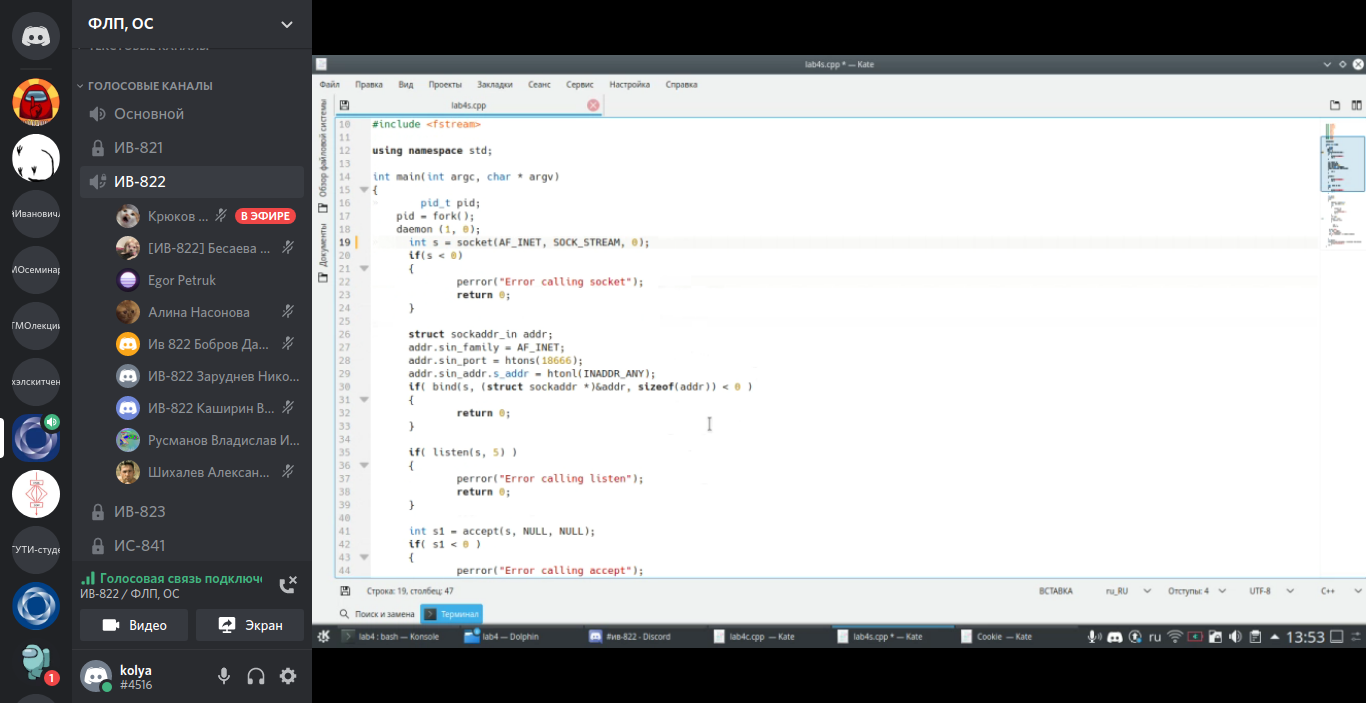 ФЛП, ОС
ТЕКСТОВЫЕ КАНАЛЫ
ГОЛОСОВЫЕ КАНАЛЫ
Основной
ИВ-821
ИВ-822
Крюков ...
В ЭФИРЕ
[ИВ-822] Бесаева ...
Egor Petruk
Алина Насонова
Ив 822 Бобров Да...
ИВ-822 Заруднев Нико...
ИВ-822 Каширин В...
Русманов Владислав И...
Шихалев Алексан...
ИВ-823
ИС-841
Голосовая связь подключе
ИВ-822 / ФЛП, ОС
Видео
Экран
kolya
#4516
1
lab4s.cpp * — Kate
Файл Правка Вид Проекты Закладки Сеанс Сервис Настройка Справка
lab4s.cpp
Обзор файловой системы
Документы
10 #include <fstream>
11
12 using namespace std;
13
14 int main(int argc, char * argv)
15 {
16 pid_t pid;
17 pid = fork();
18 daemon (1, 0);
19 int s = socket(AF_INET, SOCK_STREAM, 0);
20 if(s < 0)
21 {
22 perror("Error calling socket");
23 return 0;
24 }
25
26 struct sockaddr_in addr;
27 addr.sin_family = AF_INET;
28 addr.sin_port = htons(18666);
29 addr.sin_addr.s_addr = htonl(INADDR_ANY);
30 if( bind(s, (struct sockaddr *)&addr, sizeof(addr)) < 0 )
31 {
32 return 0;
33 }
34
35 if( listen(s, 5) )
36 {
37 perror("Error calling listen");
38 return 0;
39 }
40
41 int s1 = accept(s, NULL, NULL);
42 if( s1 < 0 )
43 {
44 perror("Error calling accept");
Строка: 19, столбец: 47
ВСТАВКА ru_RU Отступы: 4 UTF-8 C++
Поиск и замена Терминал
lab4 : bash — Konsole lab4 — Dolphin #ив-822 - Discord lab4c.cpp — Kate lab4s.cpp * — Kate Cookie — Kate ru 13:53